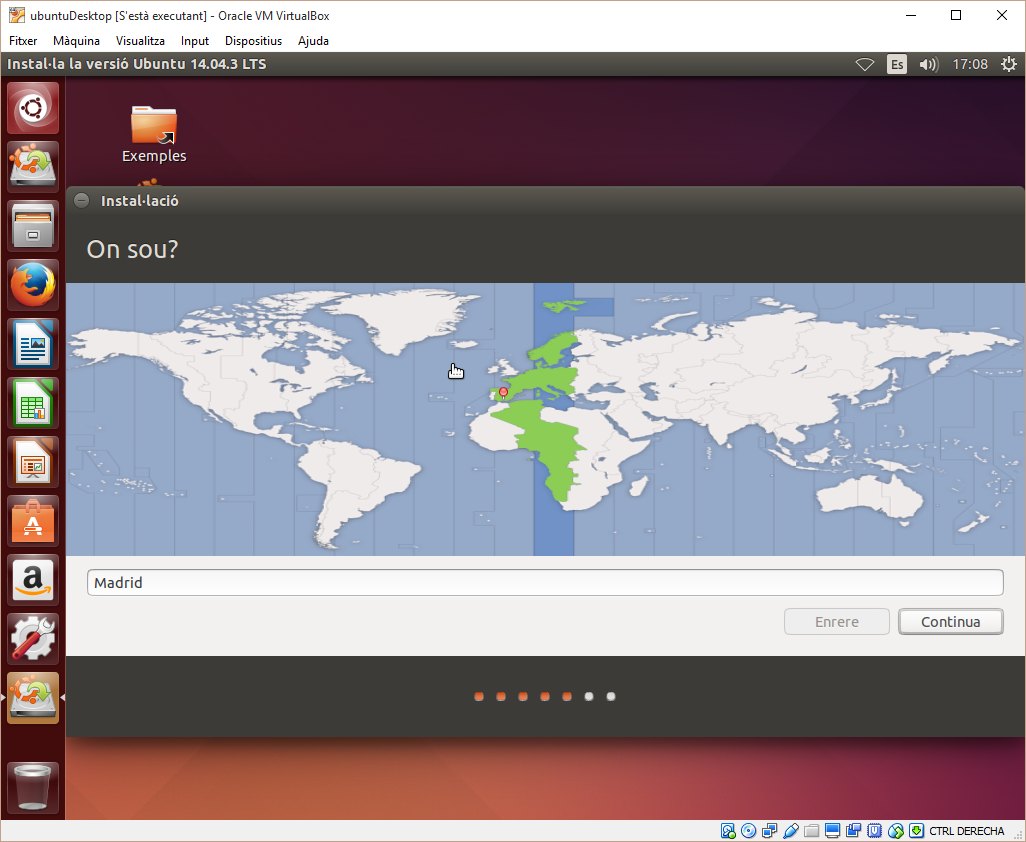 ubuntuDesktop [S'està executant] - Oracle VM VirtualBox
Fitxer Màquina Visualitza Input Dispositius Ajuda
Instal·la la versió Ubuntu 14.04.3 LTS Es 17:08
Exemples
Instal·lació
On sou?
Madrid
Enrere Continua
CTRL DERECHA